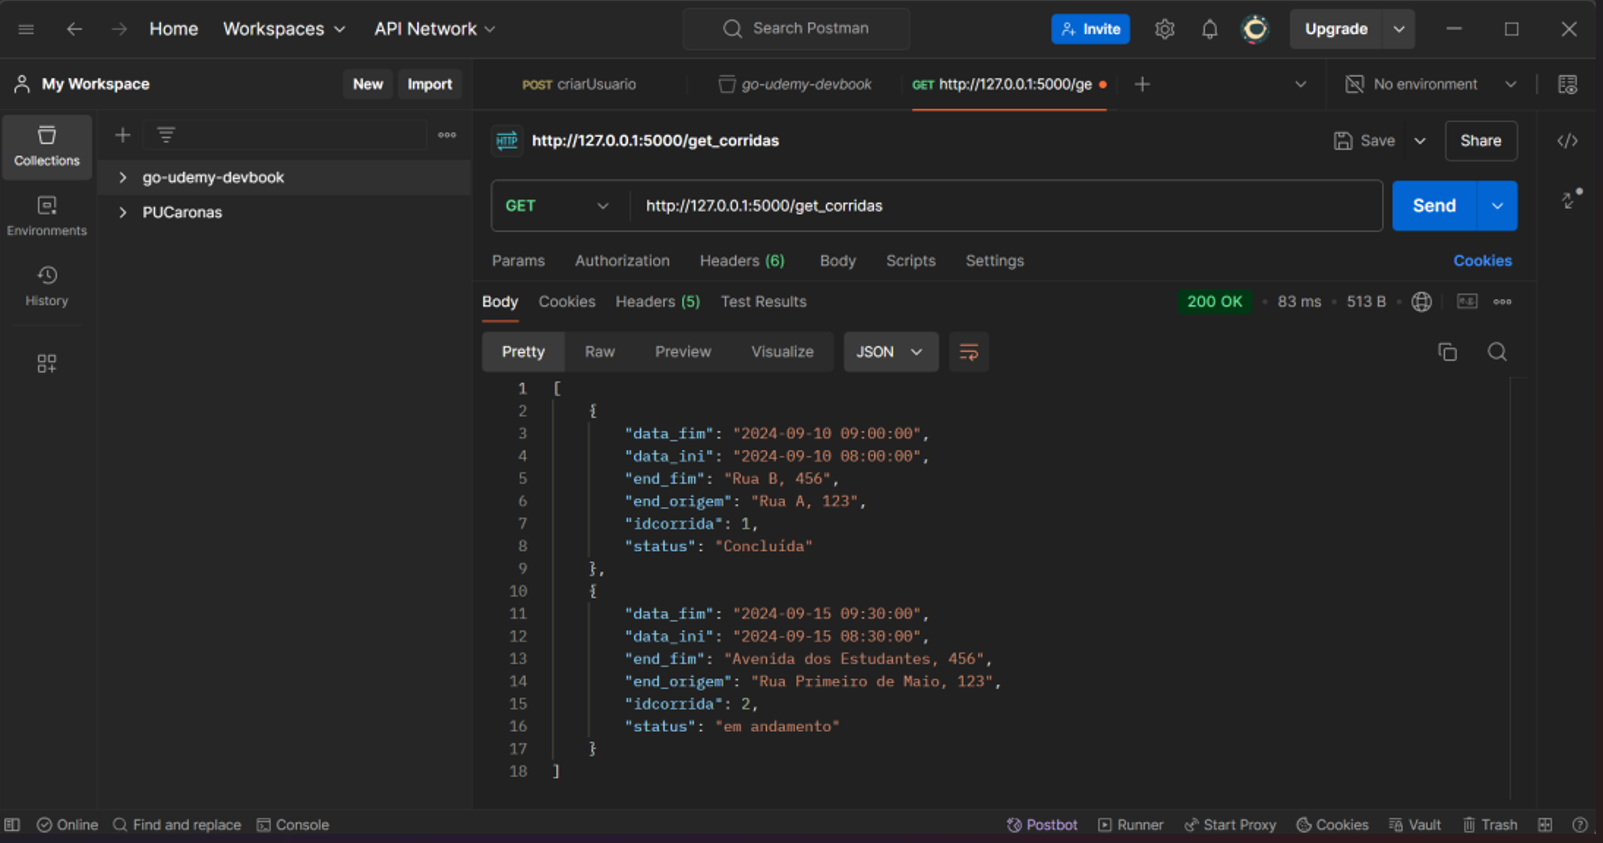 Home Workspaces API Network Search Postman Invite Upgrade
My Workspace New Import POST criarUsuario go-udemy-devbook GET http://127.0.0.1:5000/ge No environment
Collections
Environments
History
go-udemy-devbook
PUCaronas
HTTP http://127.0.0.1:5000/get_corridas Save Share
GET http://127.0.0.1:5000/get_corridas Send
Params Authorization Headers (6) Body Scripts Settings Cookies
Body Cookies Headers (5) Test Results 200 OK 83 ms 513 B e.g.
Pretty Raw Preview Visualize JSON
1 [
2 {
3 "data_fim": "2024-09-10 09:00:00",
4 "data_ini": "2024-09-10 08:00:00",
5 "end_fim": "Rua B, 456",
6 "end_origem": "Rua A, 123",
7 "idcorrida": 1,
8 "status": "Concluída"
9 },
10 {
11 "data_fim": "2024-09-15 09:30:00",
12 "data_ini": "2024-09-15 08:30:00",
13 "end_fim": "Avenida dos Estudantes, 456",
14 "end_origem": "Rua Primeiro de Maio, 123",
15 "idcorrida": 2,
16 "status": "em andamento"
17 }
18 ]
Online Find and replace Console Postbot Runner Start Proxy Cookies Vault Trash